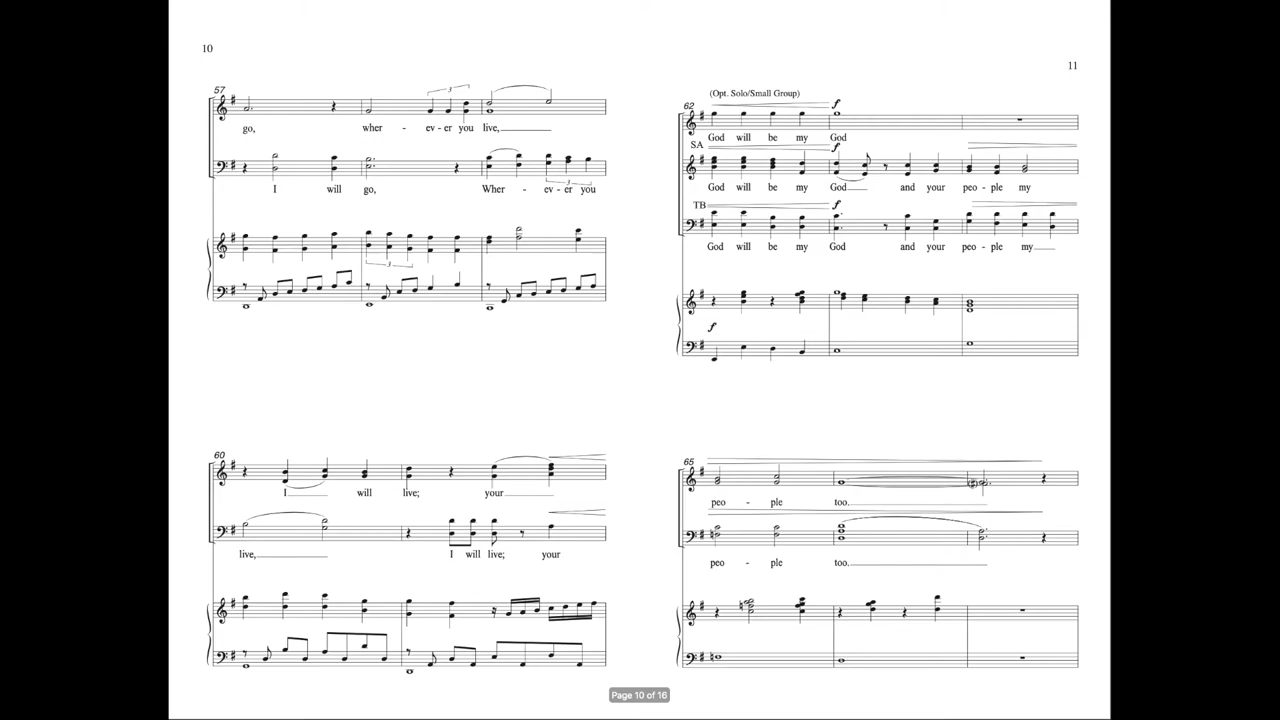 10
57
3
go, wher - ev - er you live,
I will go, Wher - ev - er you
3
3
60
I will live; your
live, I will live; your
11
(Opt. Solo/Small Group)
62
f
God will be my God
SA
f
God will be my God and your peo - ple my
TB
f
God will be my God and your peo - ple my
f
65
peo - ple too.
peo - ple too.
Page 10 of 16